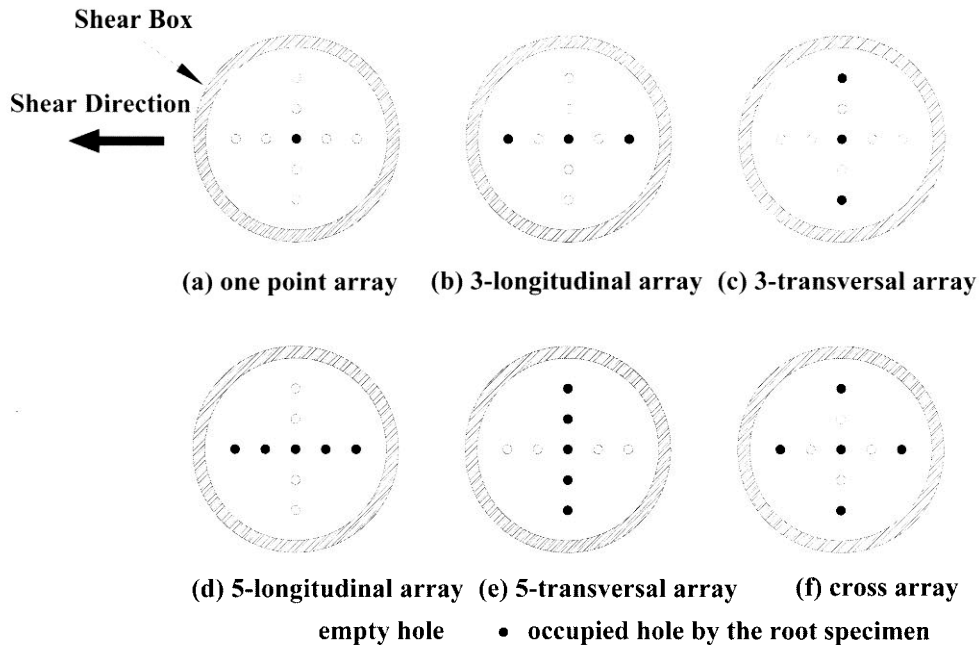 Shear Box
Shear Direction
(a) one point array
(b) 3-longitudinal array
(c) 3-transversal array
(d) 5-longitudinal array
(e) 5-transversal array
(f) cross array
empty hole
● occupied hole by the root specimen